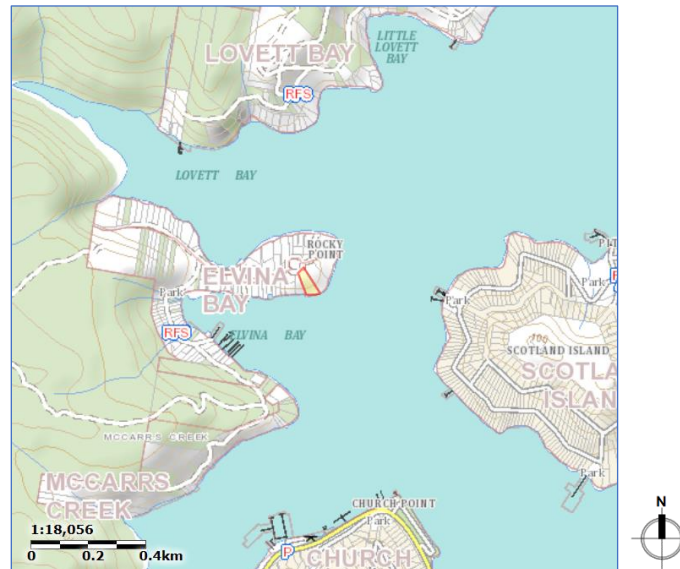 LITTLE
LOVETT
BAY
LOVETT BAY
RFS
LOVETT BAY
ROCKY
POINT
ELVINA
BAY
Park
RFS
ELVINA BAY
Park
Park
SCOTLAND ISLAND
100
SCOTLA
ISLAN
MCCARRS CREEK
MCCARRS
CREEK
Park
CHURCH POINT
Park
P
CHURCH
1:18,056
0 0.2 0.4km
N